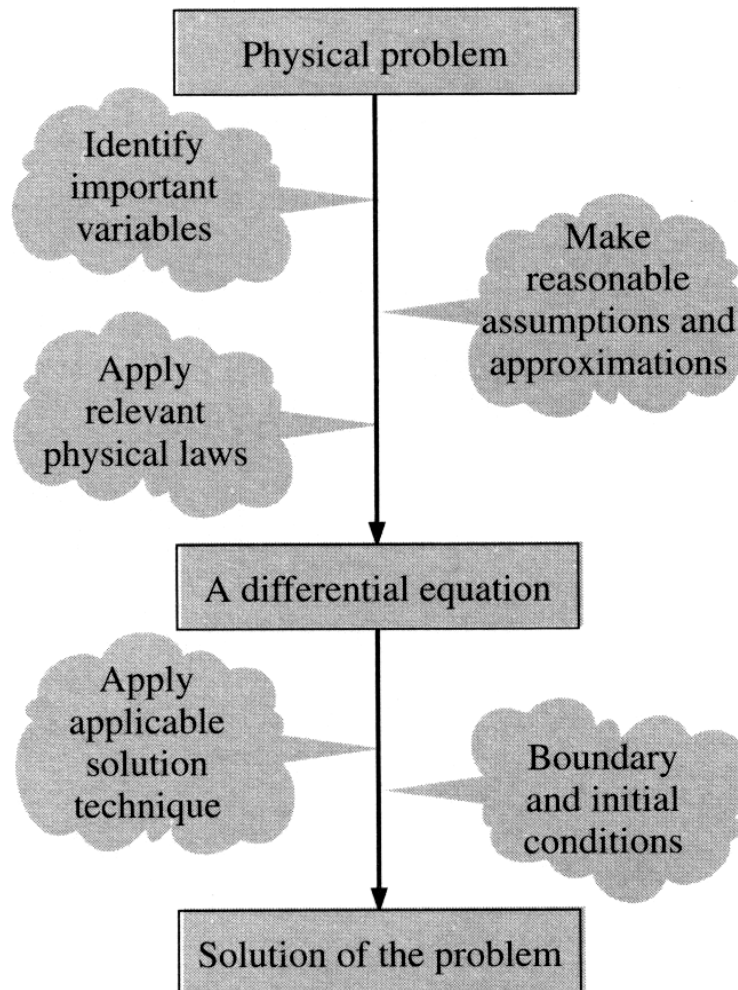 Physical problem
Identify
important
variables
Make
reasonable
assumptions and
approximations
Apply
relevant
physical laws
A differential equation
Apply
applicable
solution
technique
Boundary
and initial
conditions
Solution of the problem